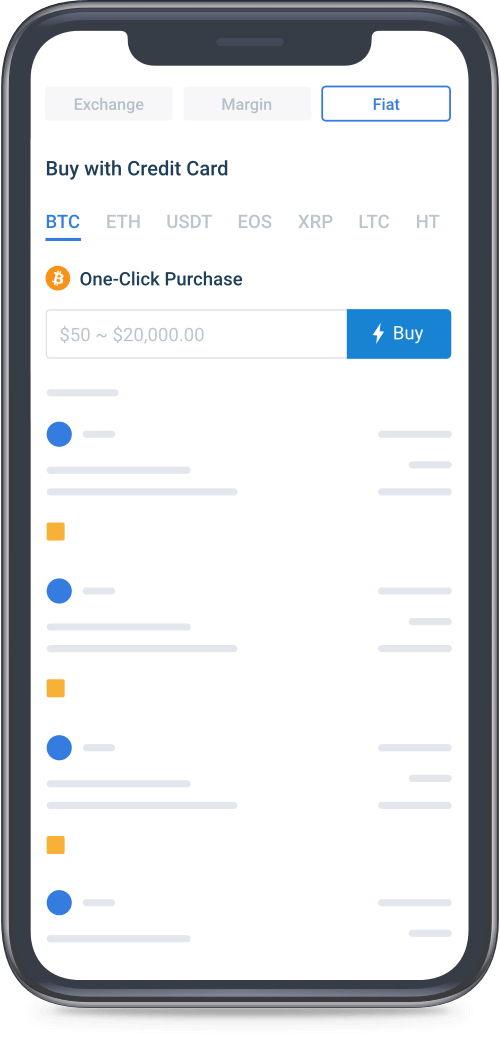 Exchange Margin Fiat
Buy with Credit Card
BTC ETH USDT EOS XRP LTC HT
One-Click Purchase
$50 ~ $20,000.00 Buy